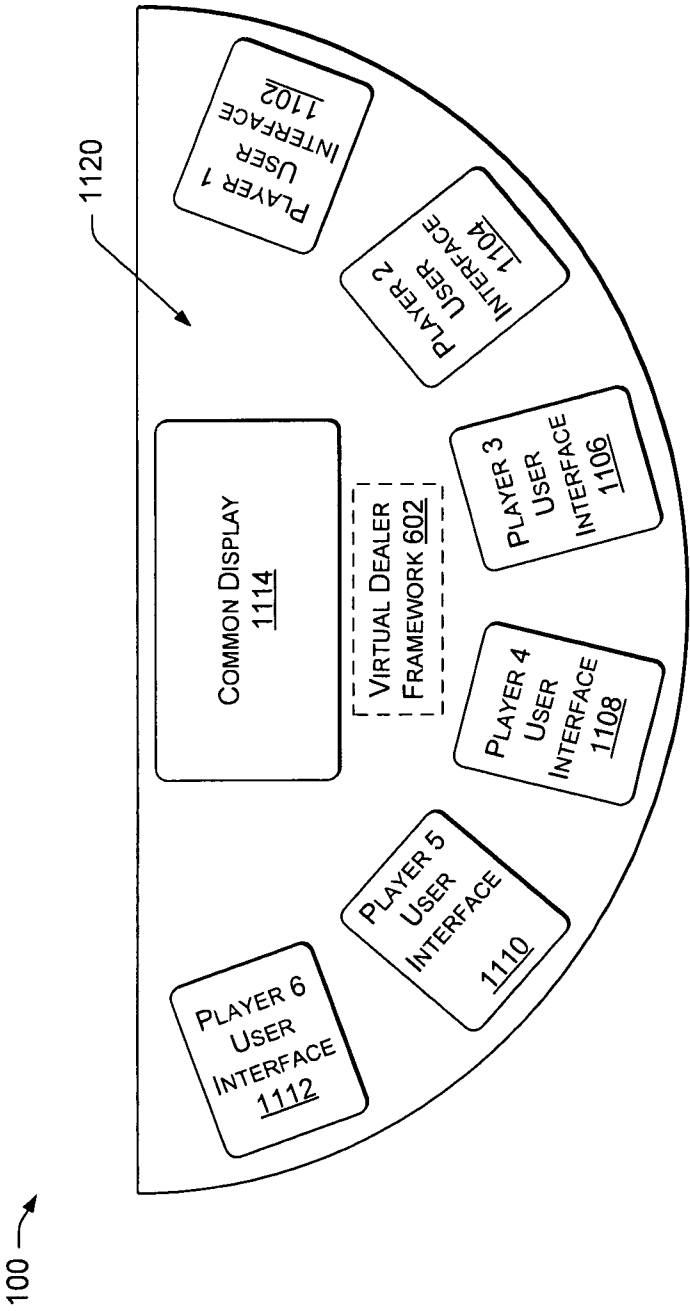 100
1120
COMMON DISPLAY
1114
VIRTUAL DEALER
FRAMEWORK 602
PLAYER 1
USER
INTERFACE
1102
PLAYER 2
USER
INTERFACE
1104
PLAYER 3
USER
INTERFACE
1106
PLAYER 4
USER
INTERFACE
1108
PLAYER 5
USER
INTERFACE
1110
PLAYER 6
USER
INTERFACE
1112